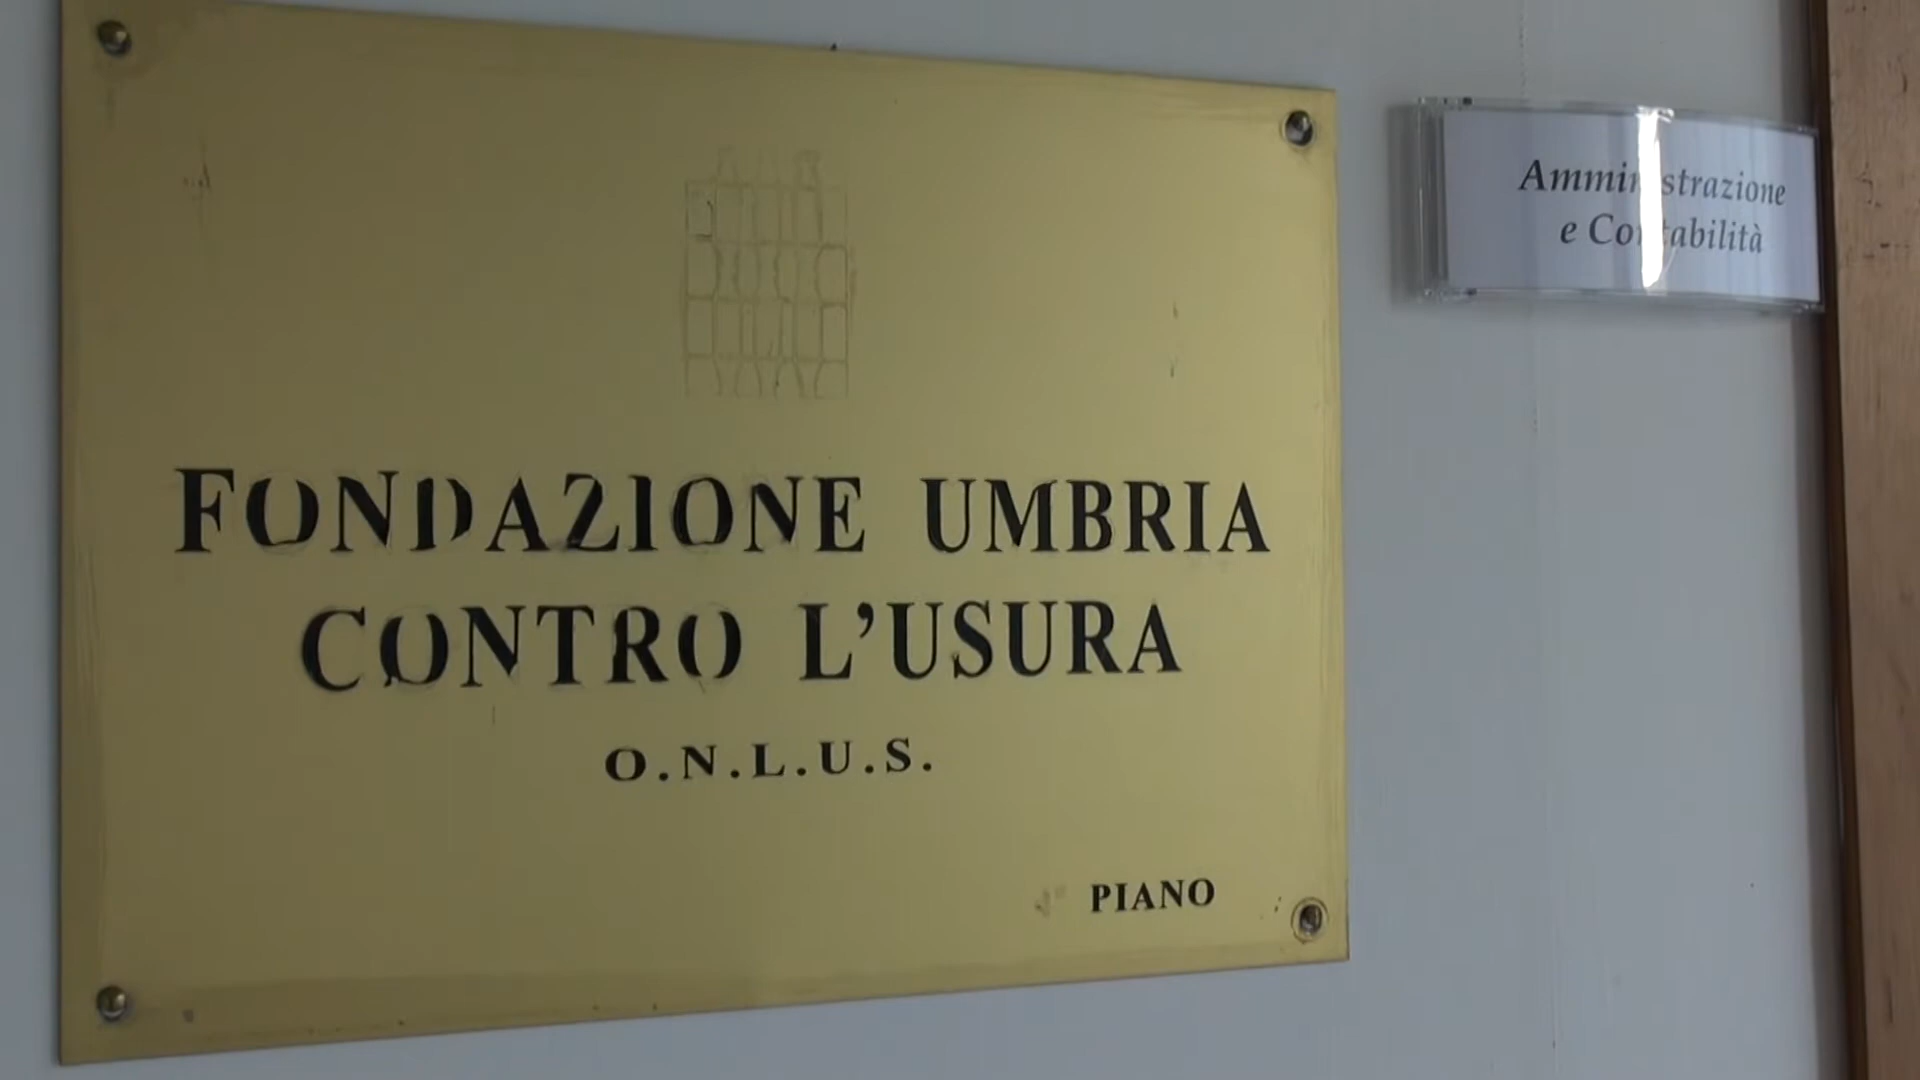 FONDAZIONE UMBRIA
CONTRO L'USURA
O.N.L.U.S.
PIANO
Amministrazione
e Contabilità